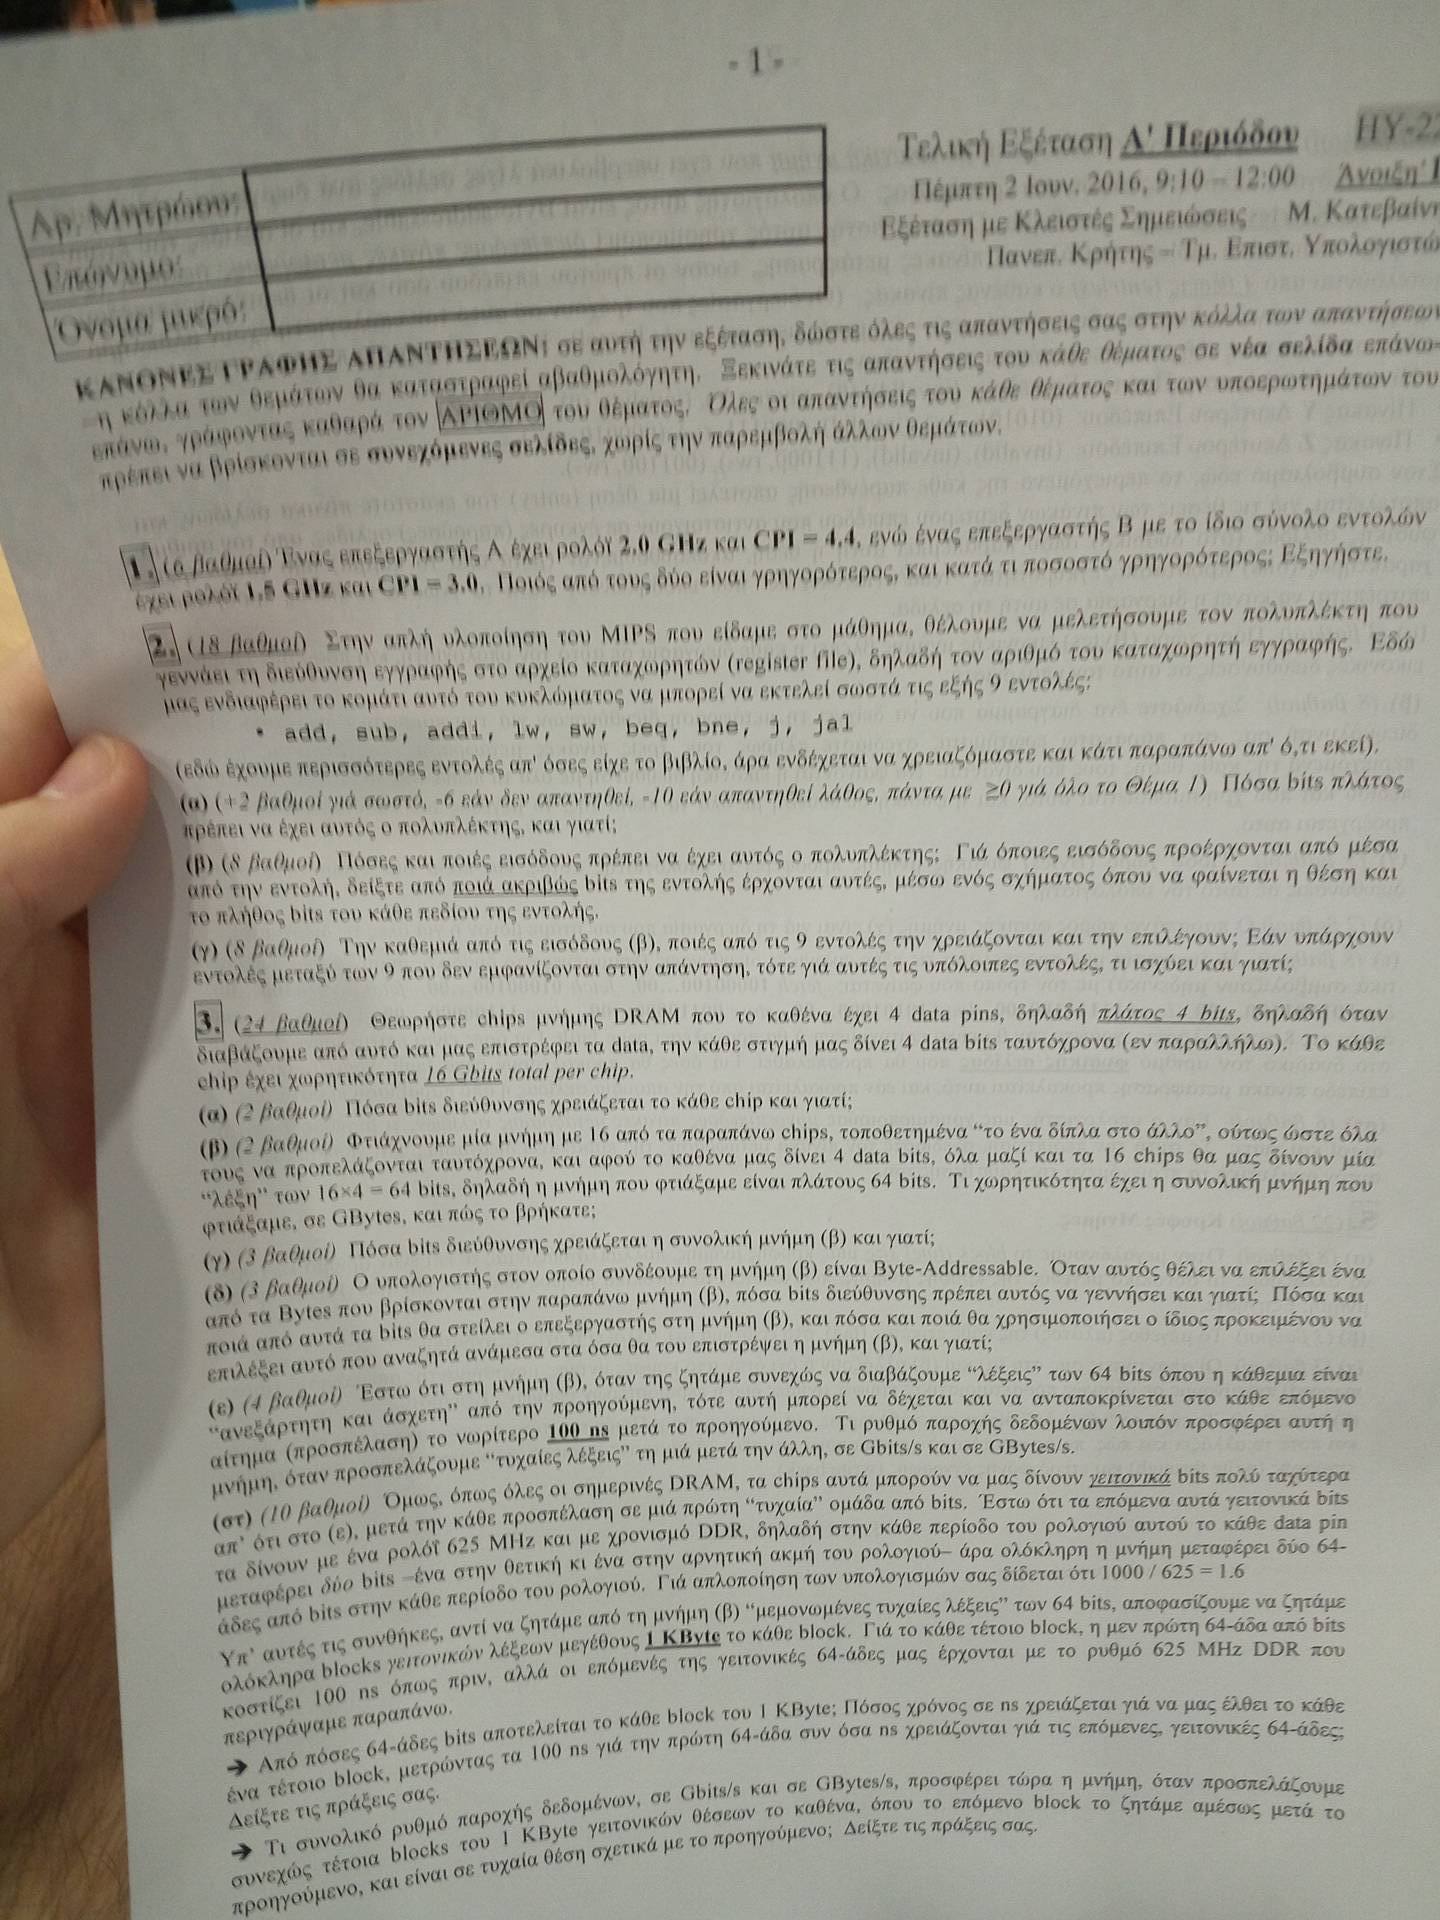 - 1 -
Τελική Εξέταση Α' Περιόδου ΗΥ-22
Πέμπτη 2 Ιουν. 2016, 9:10 – 12:00 Άνοιξη'1
Εξέταση με Κλειστές Σημειώσεις Μ. Κατεβαίνη
Πανεπ. Κρήτης – Τμ. Επιστ. Υπολογιστώ
Αρ. Μητρώου:
Επώνυμο:
Όνομα μικρό:
ΚΑΝΟΝΕΣ ΓΡΑΦΗΣ ΑΠΑΝΤΗΣΕΩΝ: σε αυτή την εξέταση, δώστε όλες τις απαντήσεις σας στην κόλλα των απαντήσεων
–η κόλλα των θεμάτων θα καταστραφεί αβαθμολόγητη. Ξεκινάτε τις απαντήσεις του κάθε θέματος σε νέα σελίδα επάνω-
επάνω, γράφοντας καθαρά τον ΑΡΙΘΜΟ του θέματος. Όλες οι απαντήσεις του κάθε θέματος και των υποερωτημάτων του
πρέπει να βρίσκονται σε συνεχόμενες σελίδες, χωρίς την παρεμβολή άλλων θεμάτων.
1. (6 βαθμοί) Ένας επεξεργαστής Α έχει ρολόϊ 2.0 GHz και CPI = 4.4, ενώ ένας επεξεργαστής Β με το ίδιο σύνολο εντολών
έχει ρολόϊ 1.5 GHz και CPI = 3.0. Ποιός από τους δύο είναι γρηγορότερος, και κατά τι ποσοστό γρηγορότερος; Εξηγήστε.
2. (18 βαθμοί) Στην απλή υλοποίηση του MIPS που είδαμε στο μάθημα, θέλουμε να μελετήσουμε τον πολυπλέκτη που
γεννάει τη διεύθυνση εγγραφής στο αρχείο καταχωρητών (register file), δηλαδή τον αριθμό του καταχωρητή εγγραφής. Εδώ
μας ενδιαφέρει το κομάτι αυτό του κυκλώματος να μπορεί να εκτελεί σωστά τις εξής 9 εντολές:
• add, sub, addi, lw, sw, beq, bne, j, jal
(εδώ έχουμε περισσότερες εντολές απ' όσες είχε το βιβλίο, άρα ενδέχεται να χρειαζόμαστε και κάτι παραπάνω απ' ό,τι εκεί).
(α) (+2 βαθμοί γιά σωστό, -6 εάν δεν απαντηθεί, -10 εάν απαντηθεί λάθος, πάντα με ≥0 γιά όλο το Θέμα 1) Πόσα bits πλάτος
πρέπει να έχει αυτός ο πολυπλέκτης, και γιατί;
(β) (8 βαθμοί) Πόσες και ποιές εισόδους πρέπει να έχει αυτός ο πολυπλέκτης; Γιά όποιες εισόδους προέρχονται από μέσα
από την εντολή, δείξτε από ποιά ακριβώς bits της εντολής έρχονται αυτές, μέσω ενός σχήματος όπου να φαίνεται η θέση και
το πλήθος bits του κάθε πεδίου της εντολής.
(γ) (8 βαθμοί) Την καθεμιά από τις εισόδους (β), ποιές από τις 9 εντολές την χρειάζονται και την επιλέγουν; Εάν υπάρχουν
εντολές μεταξύ των 9 που δεν εμφανίζονται στην απάντηση, τότε γιά αυτές τις υπόλοιπες εντολές, τι ισχύει και γιατί;
3. (24 βαθμοί) Θεωρήστε chips μνήμης DRAM που το καθένα έχει 4 data pins, δηλαδή πλάτος 4 bits, δηλαδή όταν
διαβάζουμε από αυτό και μας επιστρέφει τα data, την κάθε στιγμή μας δίνει 4 data bits ταυτόχρονα (εν παραλλήλω). Το κάθε
chip έχει χωρητικότητα 16 Gbits total per chip.
(α) (2 βαθμοί) Πόσα bits διεύθυνσης χρειάζεται το κάθε chip και γιατί;
(β) (2 βαθμοί) Φτιάχνουμε μία μνήμη με 16 από τα παραπάνω chips, τοποθετημένα “το ένα δίπλα στο άλλο”, ούτως ώστε όλα
τους να προπελάζονται ταυτόχρονα, και αφού το καθένα μας δίνει 4 data bits, όλα μαζί και τα 16 chips θα μας δίνουν μία
“λέξη” των 16×4 = 64 bits, δηλαδή η μνήμη που φτιάξαμε είναι πλάτους 64 bits. Τι χωρητικότητα έχει η συνολική μνήμη που
φτιάξαμε, σε GBytes, και πώς το βρήκατε;
(γ) (3 βαθμοί) Πόσα bits διεύθυνσης χρειάζεται η συνολική μνήμη (β) και γιατί;
(δ) (3 βαθμοί) Ο υπολογιστής στον οποίο συνδέουμε τη μνήμη (β) είναι Byte-Addressable. Όταν αυτός θέλει να επιλέξει ένα
από τα Bytes που βρίσκονται στην παραπάνω μνήμη (β), πόσα bits διεύθυνσης πρέπει αυτός να γεννήσει και γιατί; Πόσα και
ποιά από αυτά τα bits θα στείλει ο επεξεργαστής στη μνήμη (β), και πόσα και ποιά θα χρησιμοποιήσει ο ίδιος προκειμένου να
επιλέξει αυτό που αναζητά ανάμεσα στα όσα θα του επιστρέψει η μνήμη (β), και γιατί;
(ε) (4 βαθμοί) Έστω ότι στη μνήμη (β), όταν της ζητάμε συνεχώς να διαβάζουμε “λέξεις” των 64 bits όπου η κάθεμια είναι
“ανεξάρτητη και άσχετη” από την προηγούμενη, τότε αυτή μπορεί να δέχεται και να ανταποκρίνεται στο κάθε επόμενο
αίτημα (προσπέλαση) το νωρίτερο 100 ns μετά το προηγούμενο. Τι ρυθμό παροχής δεδομένων λοιπόν προσφέρει αυτή η
μνήμη, όταν προσπελάζουμε “τυχαίες λέξεις” τη μιά μετά την άλλη, σε Gbits/s και σε GBytes/s.
(στ) (10 βαθμοί) Όμως, όπως όλες οι σημερινές DRAM, τα chips αυτά μπορούν να μας δίνουν γειτονικά bits πολύ ταχύτερα
απ’ ότι στο (ε), μετά την κάθε προσπέλαση σε μιά πρώτη “τυχαία” ομάδα από bits. Έστω ότι τα επόμενα αυτά γειτονικά bits
τα δίνουν με ένα ρολόϊ 625 MHz και με χρονισμό DDR, δηλαδή στην κάθε περίοδο του ρολογιού αυτού το κάθε data pin
μεταφέρει δύο bits –ένα στην θετική κι ένα στην αρνητική ακμή του ρολογιού– άρα ολόκληρη η μνήμη μεταφέρει δύο 64-
άδες από bits στην κάθε περίοδο του ρολογιού. Γιά απλοποίηση των υπολογισμών σας δίδεται ότι 1000 / 625 = 1.6
Υπ’ αυτές τις συνθήκες, αντί να ζητάμε από τη μνήμη (β) “μεμονωμένες τυχαίες λέξεις” των 64 bits, αποφασίζουμε να ζητάμε
ολόκληρα blocks γειτονικών λέξεων μεγέθους 1 KByte το κάθε block. Γιά το κάθε τέτοιο block, η μεν πρώτη 64-άδα από bits
κοστίζει 100 ns όπως πριν, αλλά οι επόμενές της γειτονικές 64-άδες μας έρχονται με το ρυθμό 625 MHz DDR που
περιγράψαμε παραπάνω.
➔ Από πόσες 64-άδες bits αποτελείται το κάθε block του 1 KByte; Πόσος χρόνος σε ns χρειάζεται γιά να μας έλθει το κάθε
ένα τέτοιο block, μετρώντας τα 100 ns γιά την πρώτη 64-άδα συν όσα ns χρειάζονται γιά τις επόμενες, γειτονικές 64-άδες;
Δείξτε τις πράξεις σας.
➔ Τι συνολικό ρυθμό παροχής δεδομένων, σε Gbits/s και σε GBytes/s, προσφέρει τώρα η μνήμη, όταν προσπελάζουμε
συνεχώς τέτοια blocks του 1 KByte γειτονικών θέσεων το καθένα, όπου το επόμενο block το ζητάμε αμέσως μετά το
προηγούμενο, και είναι σε τυχαία θέση σχετικά με το προηγούμενο; Δείξτε τις πράξεις σας.